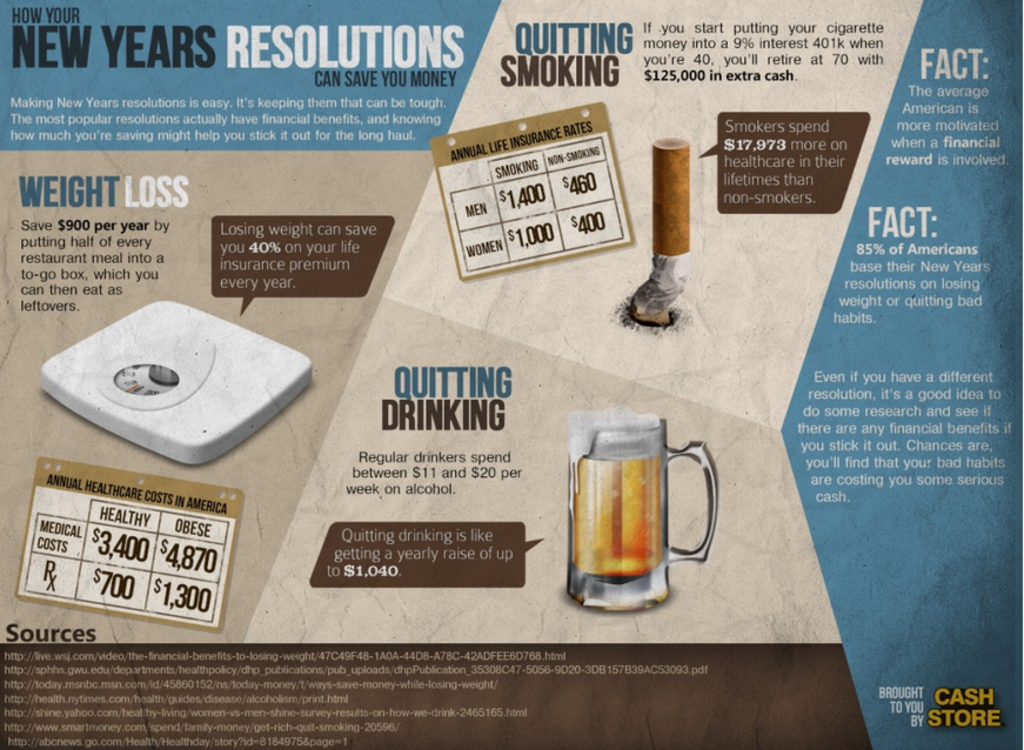 HOW YOUR
NEW YEARS RESOLUTIONS
CAN SAVE YOU MONEY
Making New Years resolutions is easy. It's keeping them that can be tough.
The most popular resolutions actually have financial benefits, and knowing
how much you're saving might help you stick it out for the long haul.
WEIGHT LOSS
Save $900 per year by
putting half of every
restaurant meal into a
to-go box, which you
can then eat as
leftovers.
Losing weight can save
you 40% on your life
insurance premium
every year.
ANNUAL HEALTHCARE COSTS IN AMERICA
HEALTHY OBESE
MEDICAL
COSTS $3,400 $4,870
Rx $700 $1,300
QUITTING
SMOKING
If you start putting your cigarette
money into a 9% interest 401k when
you're 40, you'll retire at 70 with
$125,000 in extra cash.
ANNUAL LIFE INSURANCE RATES
SMOKING NON-SMOKING
MEN $1,400 $460
WOMEN $1,000 $400
Smokers spend
$17,973 more on
healthcare in their
lifetimes than
non-smokers.
QUITTING
DRINKING
Regular drinkers spend
between $11 and $20 per
week on alcohol.
Quitting drinking is like
getting a yearly raise of up
to $1,040.
FACT:
The average
American is
more motivated
when a financial
reward is involved.
FACT:
85% of Americans
base their New Years
resolutions on losing
weight or quitting bad
habits.
Even if you have a different
resolution, it's a good idea to
do some research and see if
there are any financial benefits if
you stick it out. Chances are,
you'll find that your bad habits
are costing you some serious
cash.
Sources
http://live.wsj.com/video/the-financial-benefits-to-losing-weight/47C49F48-1A0A-44D8-A78C-42ADFEE6D768.html
http://sphhs.gwu.edu/departments/healthpolicy/dhp_publications/pub_uploads/dhpPublication_35308C47-5056-9D20-3DB157B39AC53093.pdf
http://today.msnbc.msn.com/id/45860152/ns/today-money/t/ways-save-money-while-losing-weight/
http://health.nytimes.com/health/guides/disease/alcoholism/print.html
http://shine.yahoo.com/healthy-living/women-vs-men-shine-survey-results-on-how-we-drink-2465165.html
http://www.smartmoney.com/spend/family-money/get-rich-quit-smoking-20596/
http://abcnews.go.com/Health/Healthday/story?id=8184975&page=1
BROUGHT
TO YOU
BY
CASH
STORE